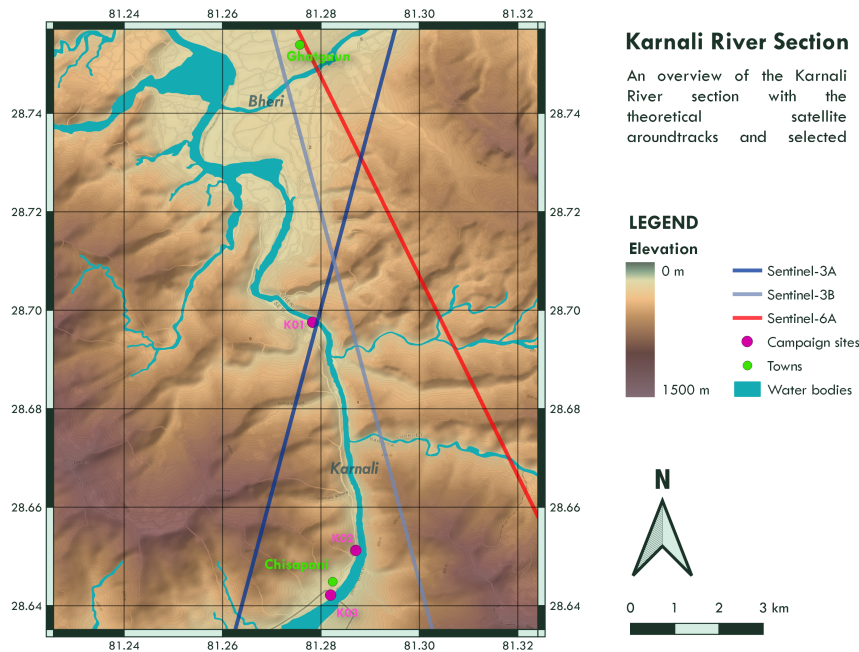 81.24 81.26 81.28 81.30 81.32
Karnali River Section
An overview of the Karnali
River section with the
theoretical satellite
aroundtracks and selected
Ghatgaun
Bheri
28.74 28.74
28.72 28.72
LEGEND
Elevation
0 m
1500 m
Sentinel-3A
Sentinel-3B
Sentinel-6A
Campaign sites
Towns
Water bodies
28.70 28.70
K01
28.68 28.68
Karnali
28.66 28.66
Chisapani
28.64 28.64
N
0 1 2 3 km
81.24 81.26 81.28 81.30 81.32